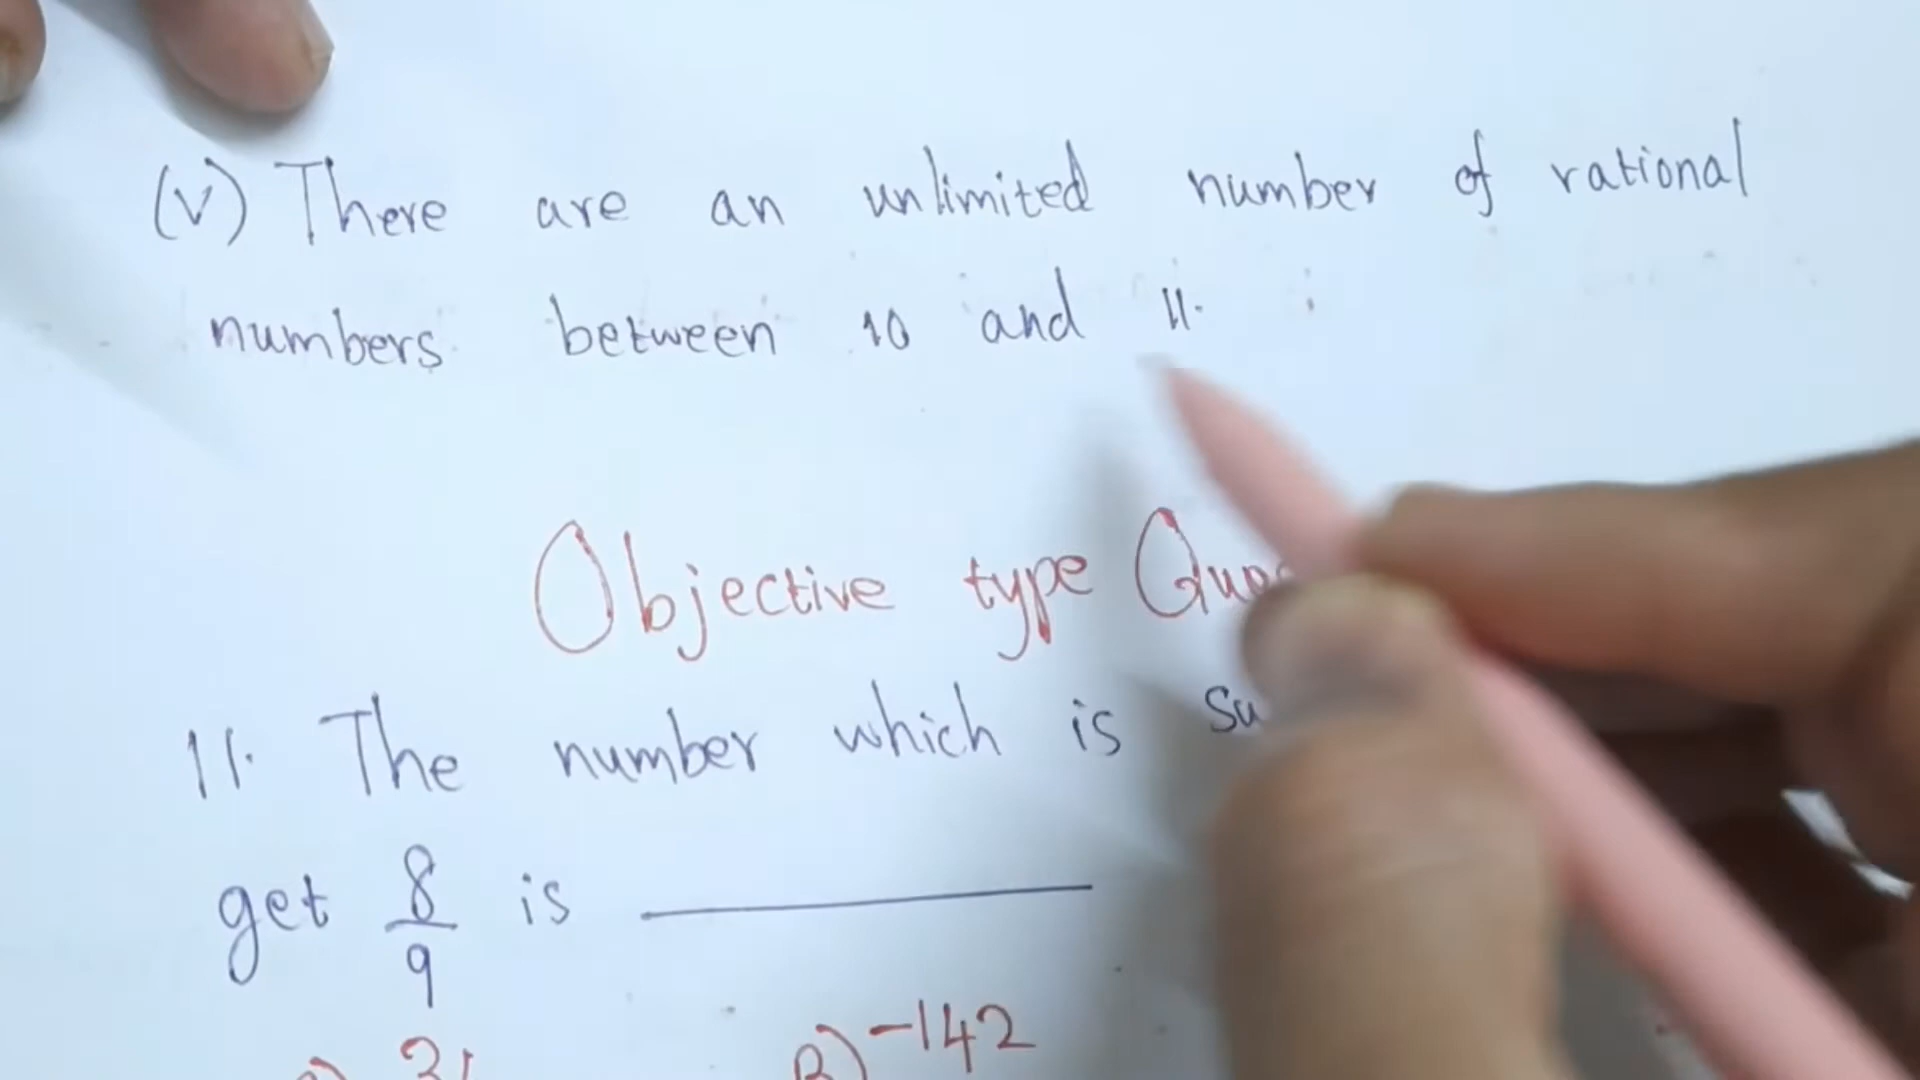 (V) There are an unlimited number of rational
numbers between 10 and 11.
Objective type
11. The number which is
get 8/9 is ________
B) -142